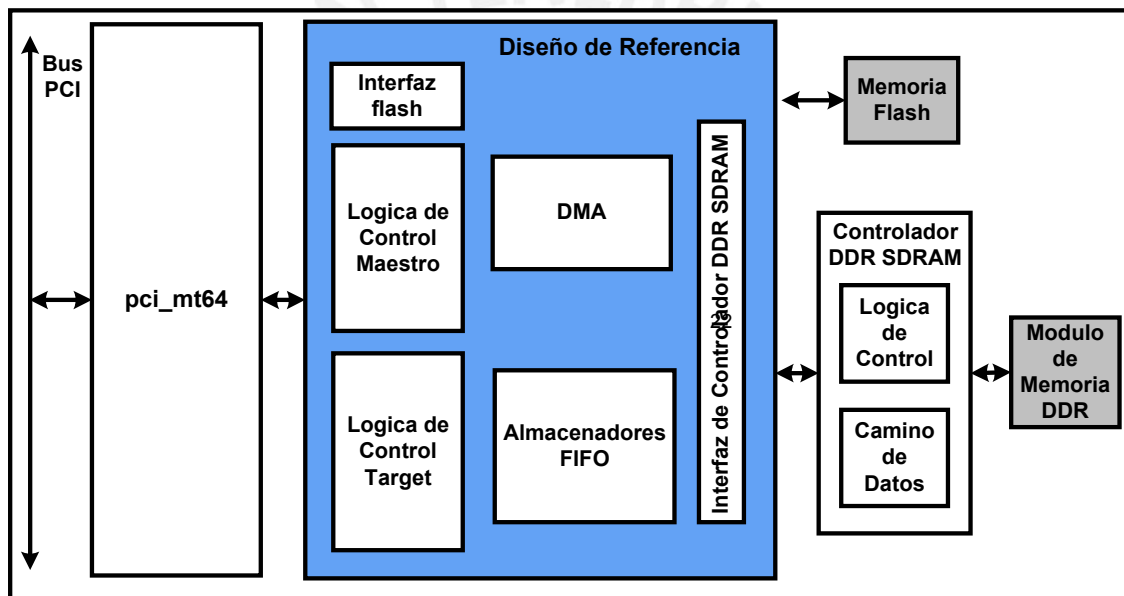 Bus
PCI
pci_mt64
Diseño de Referencia
Interfaz
flash
Logica de
Control
Maestro
Logica de
Control
Target
DMA
Almacenadores
FIFO
Interfaz de Controlador DDR SDRAM
Memoria
Flash
Controlador
DDR SDRAM
Logica
de
Control
Camino
de
Datos
Modulo
de
Memoria
DDR